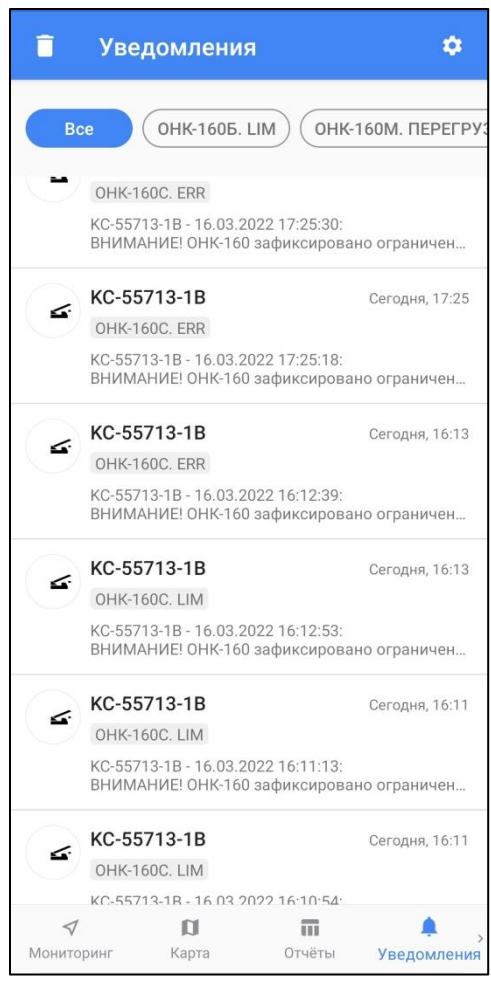 Уведомления
Все
ОНК-160Б. LIM
ОНК-160М. ПЕРЕГРУЗ
ОНК-160С. ERR
КС-55713-1В - 16.03.2022 17:25:30:
ВНИМАНИЕ! ОНК-160 зафиксировано ограничен...
КС-55713-1В
Сегодня, 17:25
ОНК-160С. ERR
КС-55713-1В - 16.03.2022 17:25:18:
ВНИМАНИЕ! ОНК-160 зафиксировано ограничен...
КС-55713-1В
Сегодня, 16:13
ОНК-160С. ERR
КС-55713-1В - 16.03.2022 16:12:39:
ВНИМАНИЕ! ОНК-160 зафиксировано ограничен...
КС-55713-1В
Сегодня, 16:13
ОНК-160С. LIM
КС-55713-1В - 16.03.2022 16:12:53:
ВНИМАНИЕ! ОНК-160 зафиксировано ограничен...
КС-55713-1В
Сегодня, 16:11
ОНК-160С. LIM
КС-55713-1В - 16.03.2022 16:11:13:
ВНИМАНИЕ! ОНК-160 зафиксировано ограничен...
КС-55713-1В
Сегодня, 16:11
ОНК-160С. LIM
КС-55713-1В - 16.03.2022 16:10:54:
Мониторинг
Карта
Отчёты
Уведомления